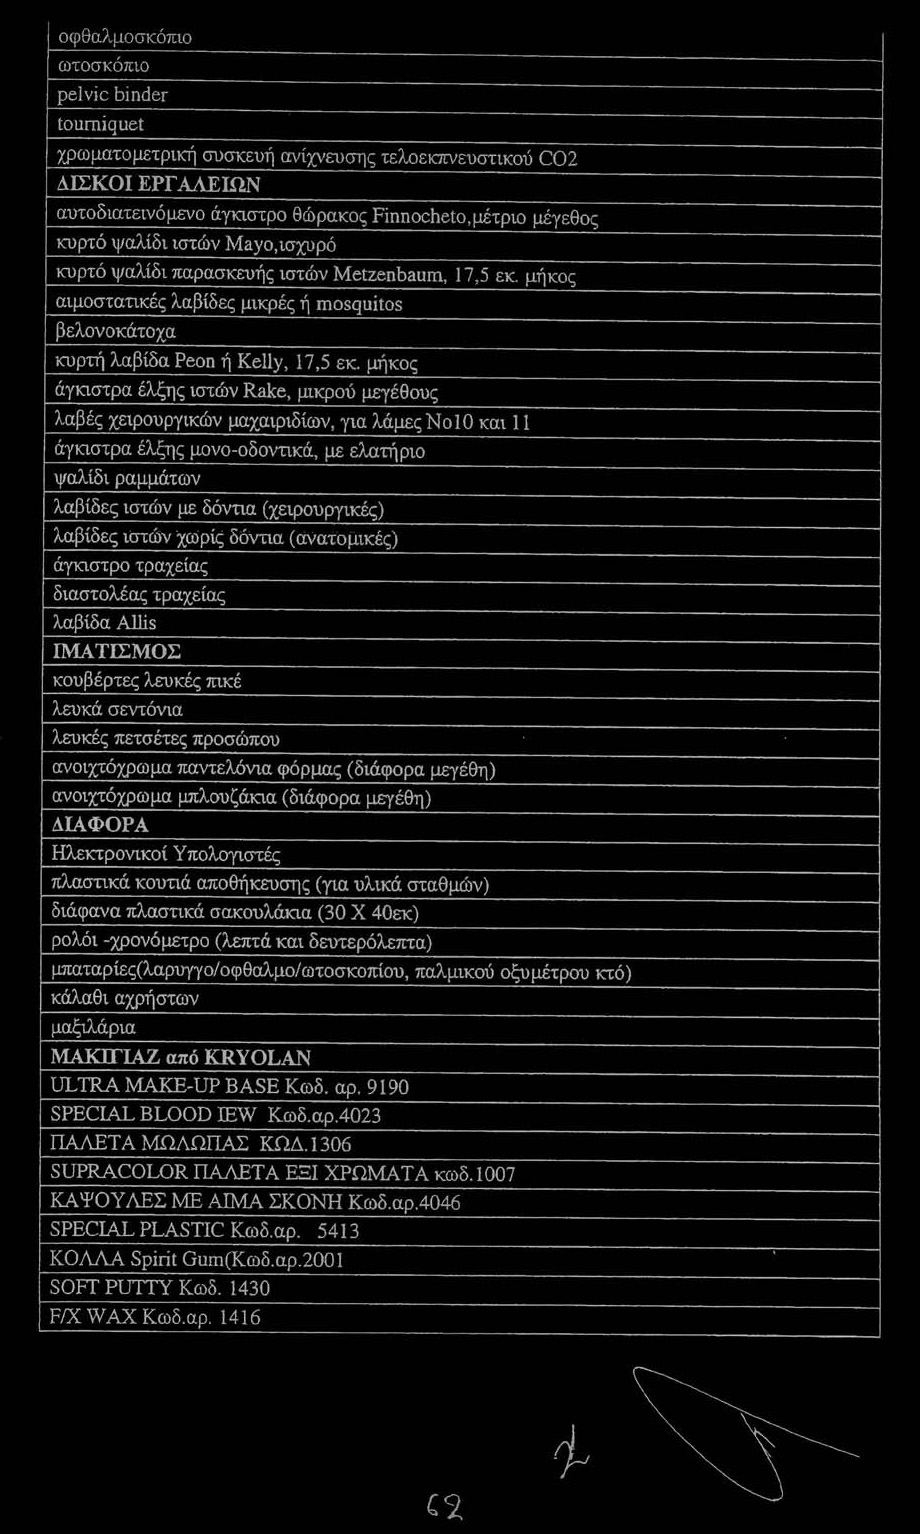 οφθαλμοσκόπιο
ωτοσκόπιο
pelvic binder
tourniquet
χρωματομετρική συσκευή ανίχνευσης τελοεκπνευστικού CO2
ΔΙΣΚΟΙ ΕΡΓΑΛΕΙΩΝ
αυτοδιατεινόμενο άγκιστρο θώρακος Finnocheto,μέτριο μέγεθος
κυρτό ψαλίδι ιστών Mayo,ισχυρό
κυρτό ψαλίδι παρασκευής ιστών Metzenbaum, 17,5 εκ. μήκος
αιμοστατικές λαβίδες μικρές ή mosquitos
βελονοκάτοχα
κυρτή λαβίδα Peon ή Kelly, 17,5 εκ. μήκος
άγκιστρα έλξης ιστών Rake, μικρού μεγέθους
λαβές χειρουργικών μαχαιριδίων, για λάμες Νο10 και 11
άγκιστρα έλξης μονο-οδοντικά, με ελατήριο
ψαλίδι ραμμάτων
λαβίδες ιστών με δόντια (χειρουργικές)
λαβίδες ιστών χωρίς δόντια (ανατομικές)
άγκιστρο τραχείας
διαστολέας τραχείας
λαβίδα Allis
ΙΜΑΤΙΣΜΟΣ
κουβέρτες λευκές πικέ
λευκά σεντόνια
λευκές πετσέτες προσώπου
ανοιχτόχρωμα παντελόνια φόρμας (διάφορα μεγέθη)
ανοιχτόχρωμα μπλουζάκια (διάφορα μεγέθη)
ΔΙΑΦΟΡΑ
Ηλεκτρονικοί Υπολογιστές
πλαστικά κουτιά αποθήκευσης (για υλικά σταθμών)
διάφανα πλαστικά σακουλάκια (30 Χ 40εκ)
ρολόι -χρονόμετρο (λεπτά και δευτερόλεπτα)
μπαταρίες(λαρυγγο/οφθαλμο/ωτοσκοπίου, παλμικού οξυμέτρου κτό)
κάλαθι αχρήστων
μαξιλάρια
ΜΑΚΙΓΙΑΖ από KRYOLAN
ULTRA MAKE-UP BASE Κωδ. αρ. 9190
SPECIAL BLOOD IEW Κωδ.αρ.4023
ΠΑΛΕΤΑ ΜΩΛΩΠΑΣ ΚΩΔ.1306
SUPRACOLOR ΠΑΛΕΤΑ ΕΞΙ ΧΡΩΜΑΤΑ κωδ.1007
ΚΑΨΟΥΛΕΣ ΜΕ ΑΙΜΑ ΣΚΟΝΗ Κωδ.αρ.4046
SPECIAL PLASTIC Κωδ.αρ. 5413
ΚΟΛΛΑ Spirit Gum(Κωδ.αρ.2001
SOFT PUTTY Κωδ. 1430
F/X WAX Κωδ.αρ. 1416
62